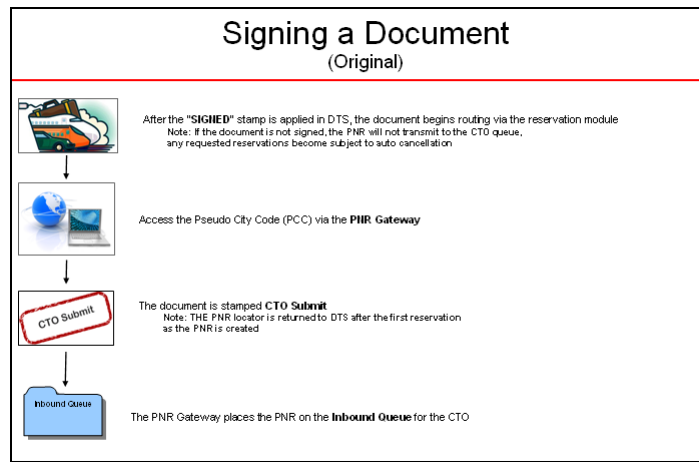 Signing a Document
(Original)
After the "SIGNED" stamp is applied in DTS, the document begins routing via the reservation module
Note: If the document is not signed, the PNR will not transmit to the CTO queue,
any requested reservations become subject to auto cancellation
Access the Pseudo City Code (PCC) via the PNR Gateway
CTO Submit
The document is stamped CTO Submit
Note: THE PNR locator is returned to DTS after the first reservation
as the PNR is created
Inbound Queue
The PNR Gateway places the PNR on the Inbound Queue for the CTO